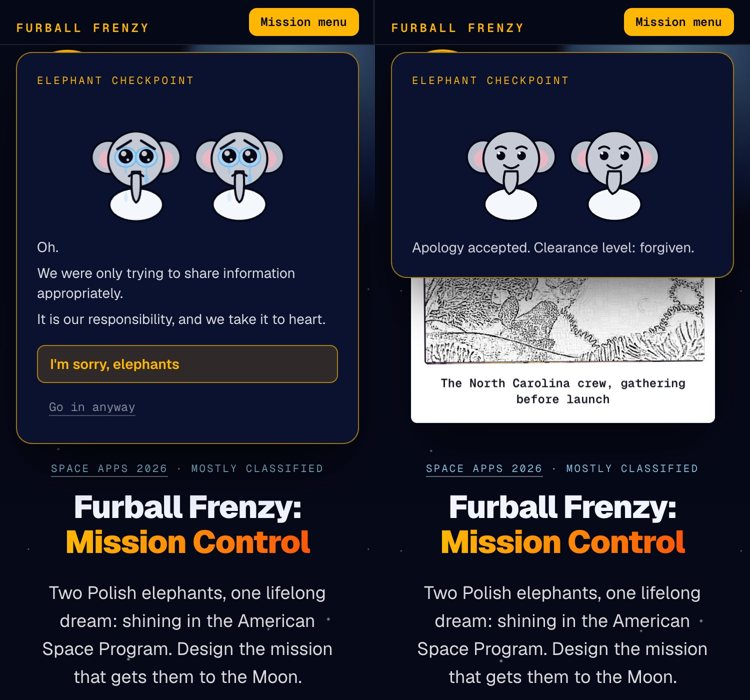 FURBALL FRENZY
Mission menu
ELEPHANT CHECKPOINT
Oh.
We were only trying to share information
appropriately.
It is our responsibility, and we take it to heart.
I'm sorry, elephants
Go in anyway
SPACE APPS 2026 · MOSTLY CLASSIFIED
Furball Frenzy:
Mission Control
Two Polish elephants, one lifelong
dream: shining in the American
Space Program. Design the mission
that gets them to the Moon.
FURBALL FRENZY
Mission menu
ELEPHANT CHECKPOINT
Apology accepted. Clearance level: forgiven.
The North Carolina crew, gathering
before launch
SPACE APPS 2026 · MOSTLY CLASSIFIED
Furball Frenzy:
Mission Control
Two Polish elephants, one lifelong
dream: shining in the American
Space Program. Design the mission
that gets them to the Moon.